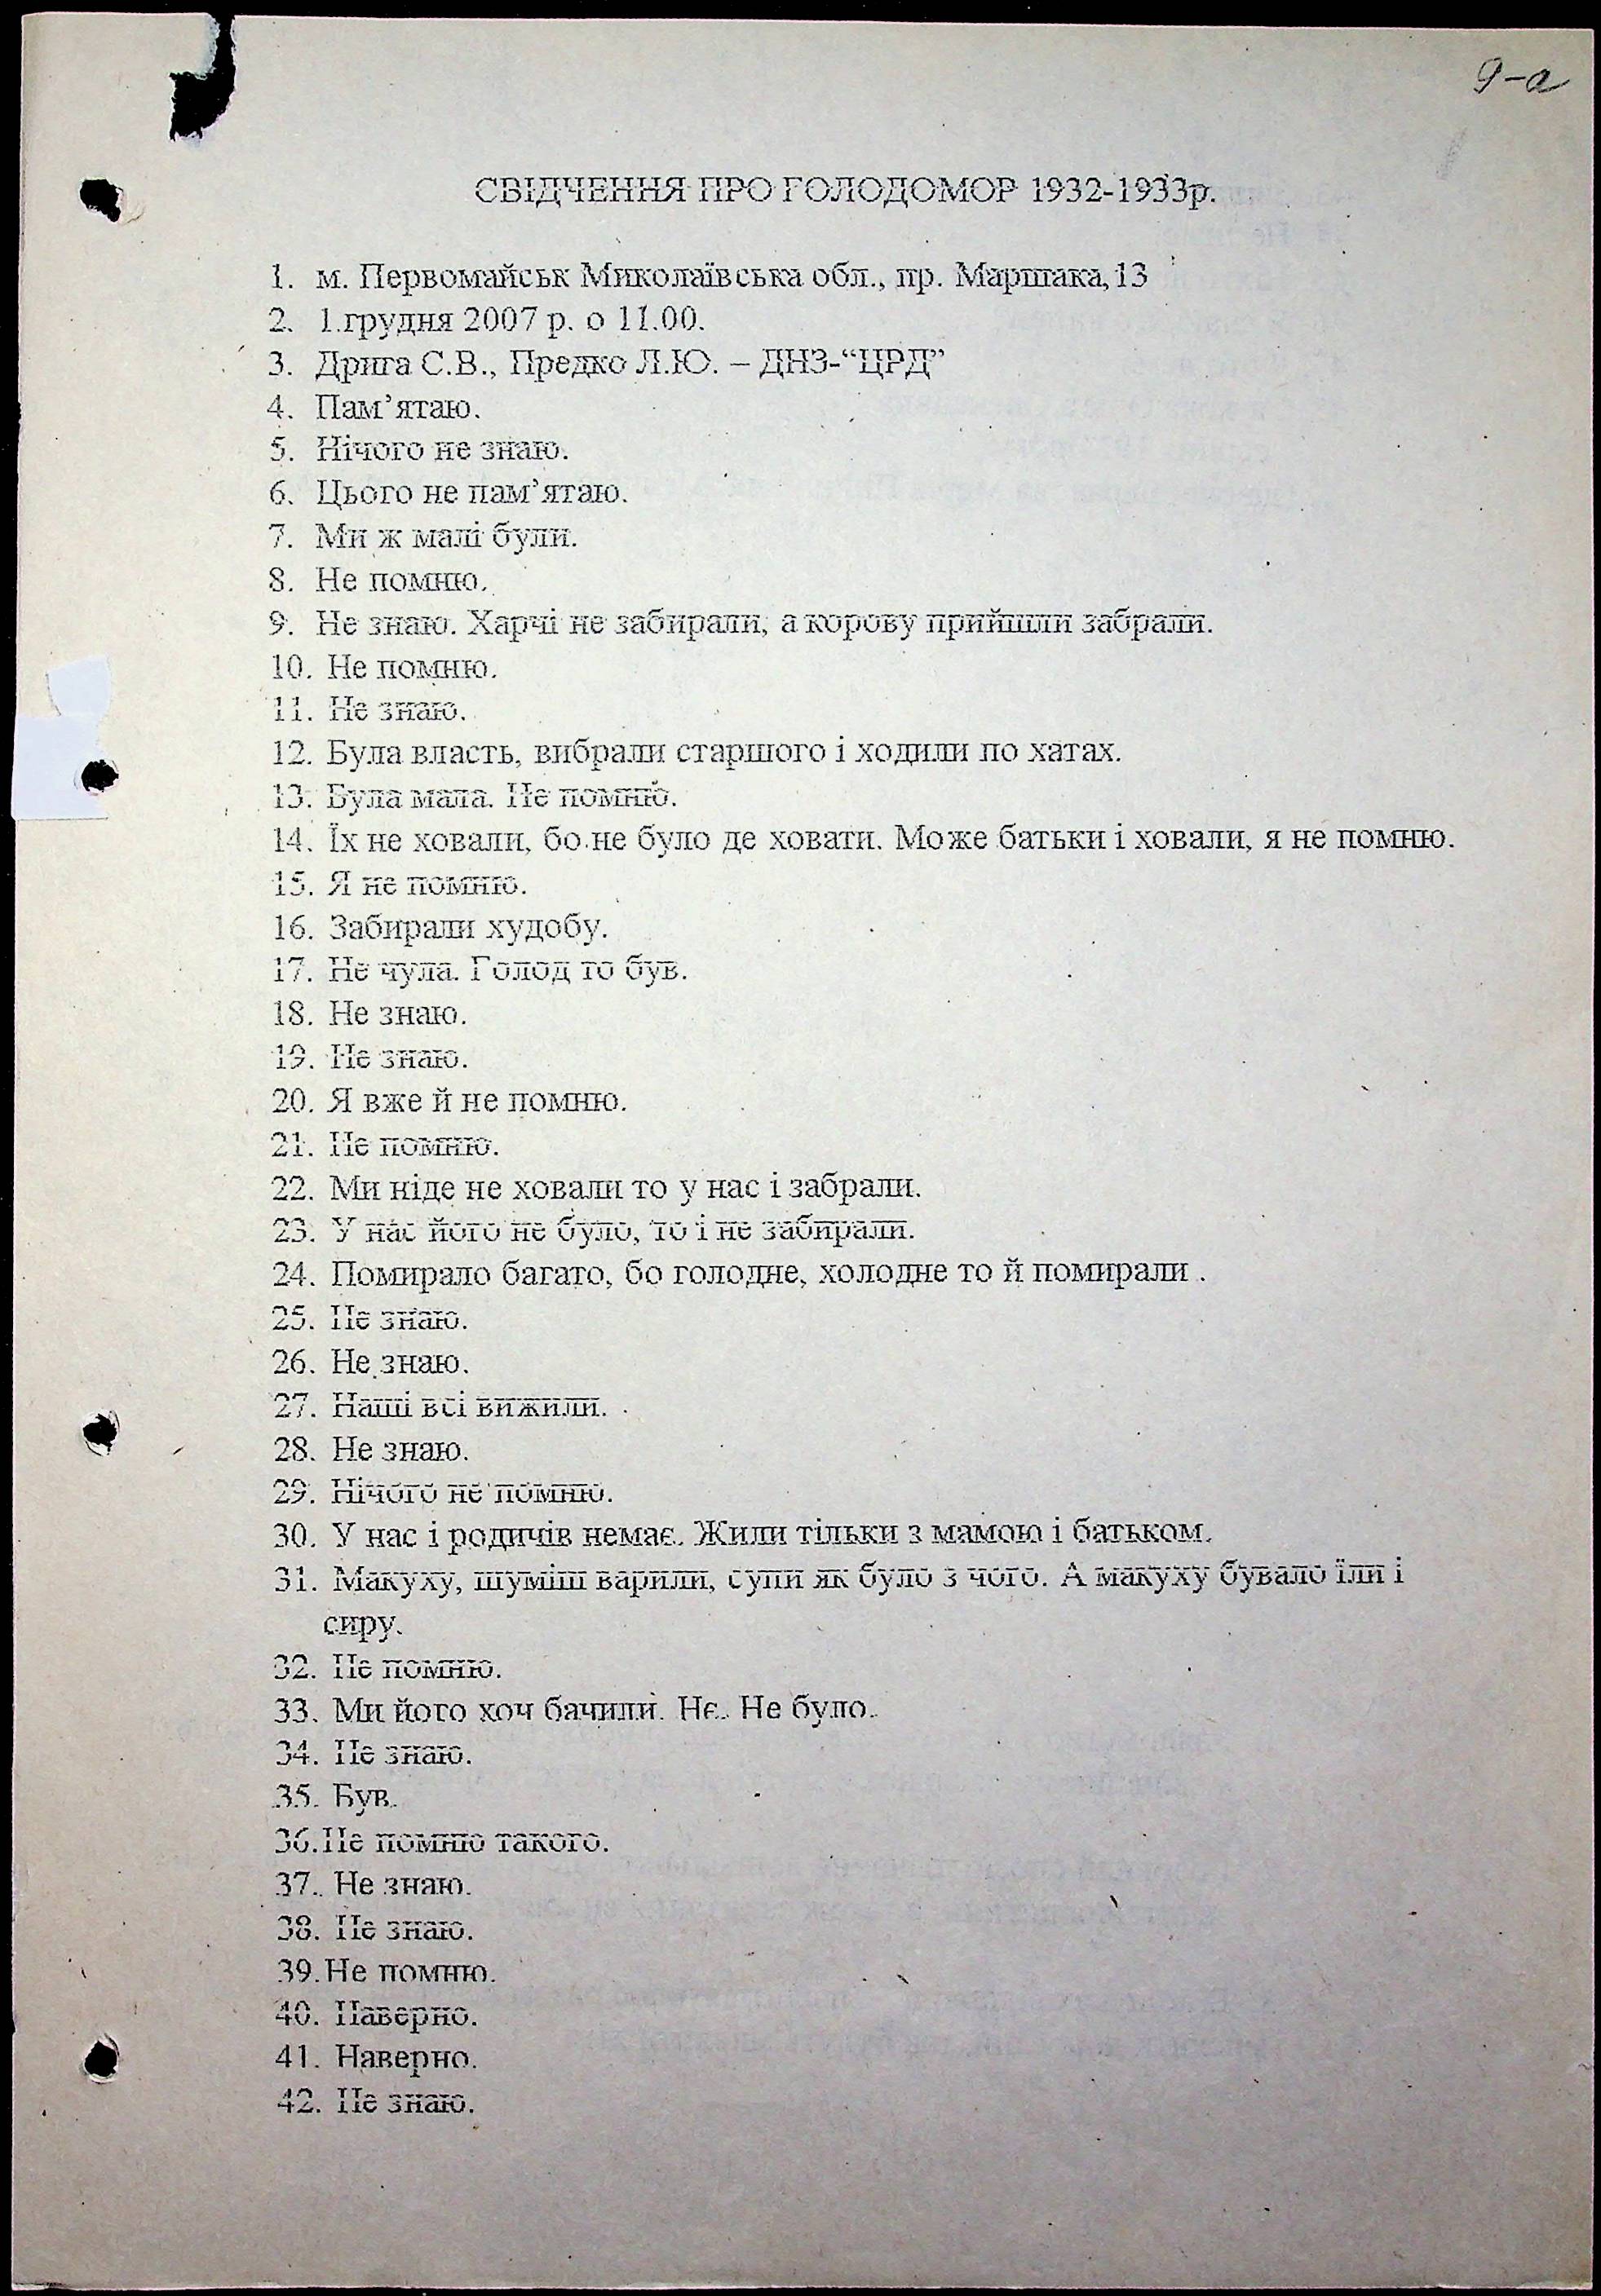 9-а
СВІДЧЕННЯ ПРО ГОЛОДОМОР 1932-1933р.
1. м. Первомайськ Миколаївська обл., пр. Маршака,13
2. 1.грудня 2007 р. о 11.00.
3. Дрига С.В., Предко Л.Ю. – ДНЗ-“ЦРД”
4. Пам’ятаю.
5. Нічого не знаю.
6. Цього не пам’ятаю.
7. Ми ж малі були.
8. Не помню.
9. Не знаю. Харчі не забирали, а корову прийшли забрали.
10. Не помню.
11. Не знаю.
12. Була власть, вибрали старшого і ходили по хатах.
13. Була мала. Не помню.
14. Їх не ховали, бо не було де ховати. Може батьки і ховали, я не помню.
15. Я не помню.
16. Забирали худобу.
17. Не чула. Голод то був.
18. Не знаю.
19. Не знаю.
20. Я вже й не помню.
21. Не помню.
22. Ми ніде не ховали то у нас і забрали.
23. У нас його не було, то і не забирали.
24. Помирало багато, бо голодне, холодне то й помирали .
25. Не знаю.
26. Не знаю.
27. Наші всі вижили.
28. Не знаю.
29. Нічого не помню.
30. У нас і родичів немає. Жили тільки з мамою і батьком.
31. Макуху, шуміш варили, супи як було з чого. А макуху бувало їли і
сиру.
32. Не помню.
33. Ми його хоч бачили. Нє. Не було.
34. Не знаю.
35. Був.
36.Не помню такого.
37. Не знаю.
38. Не знаю.
39.Не помню.
40. Наверно.
41. Наверно.
42. Не знаю.